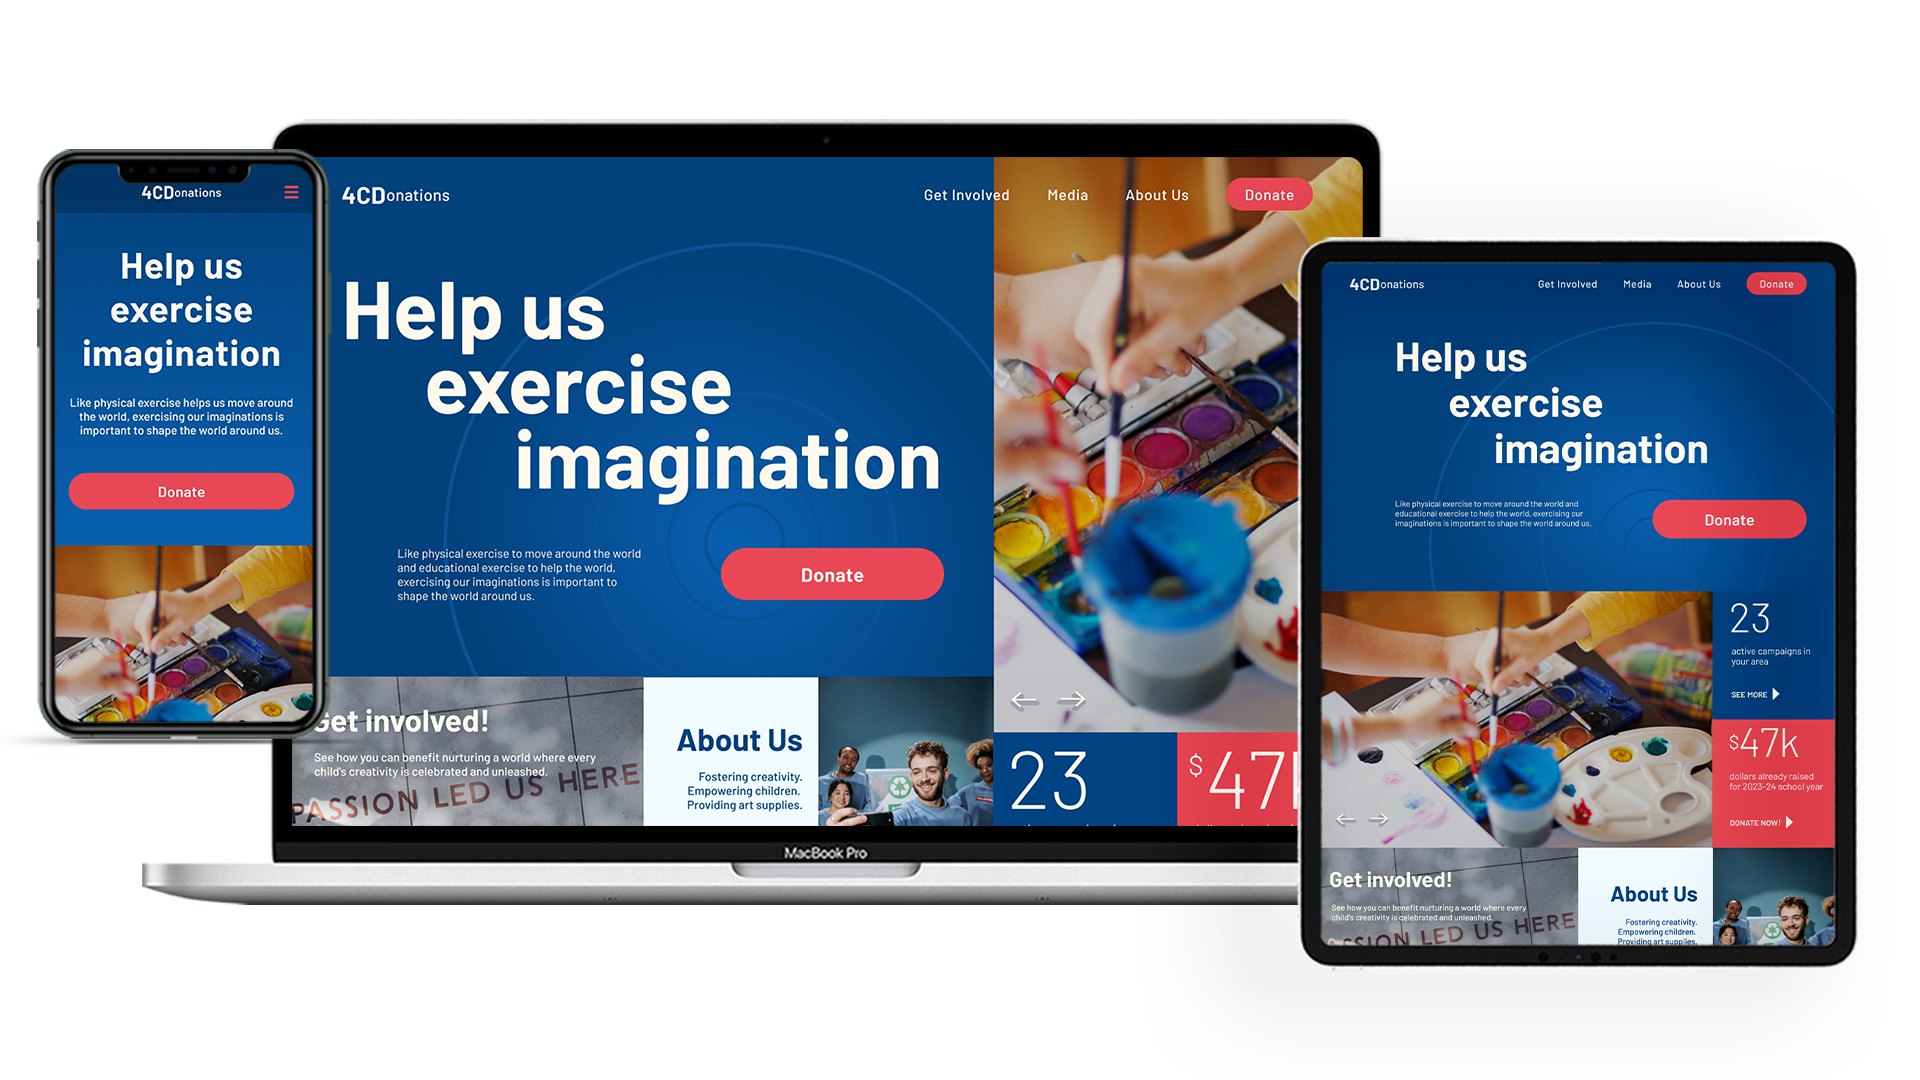 4CDonations
Help us
exercise
imagination
Like physical exercise helps us move around
the world, exercising our imaginations is
important to shape the world around us.
Donate
4CDonations
Get Involved
Media
About Us
Donate
Help us
exercise
imagination
Like physical exercise to move around the world
and educational exercise to help the world,
exercising our imaginations is important to
shape the world around us.
Donate
Get involved!
See how you can benefit nurturing a world where every
child's creativity is celebrated and unleashed.
PASSION LED US HERE
About Us
Fostering creativity.
Empowering children.
Providing art supplies.
23
$47k
MacBook Pro
4CDonations
Get Involved
Media
About Us
Donate
Help us
exercise
imagination
Like physical exercise to move around the world and
educational exercise to help the world, exercising our
imaginations is important to shape the world around us.
Donate
23
active campaigns in
your area
SEE MORE
$47k
dollars already raised
for 2023-24 school year
DONATE NOW!
Get involved!
See how you can benefit nurturing a world where every
child's creativity is celebrated and unleashed.
PASSION LED US HERE
About Us
Fostering creativity.
Empowering children.
Providing art supplies.